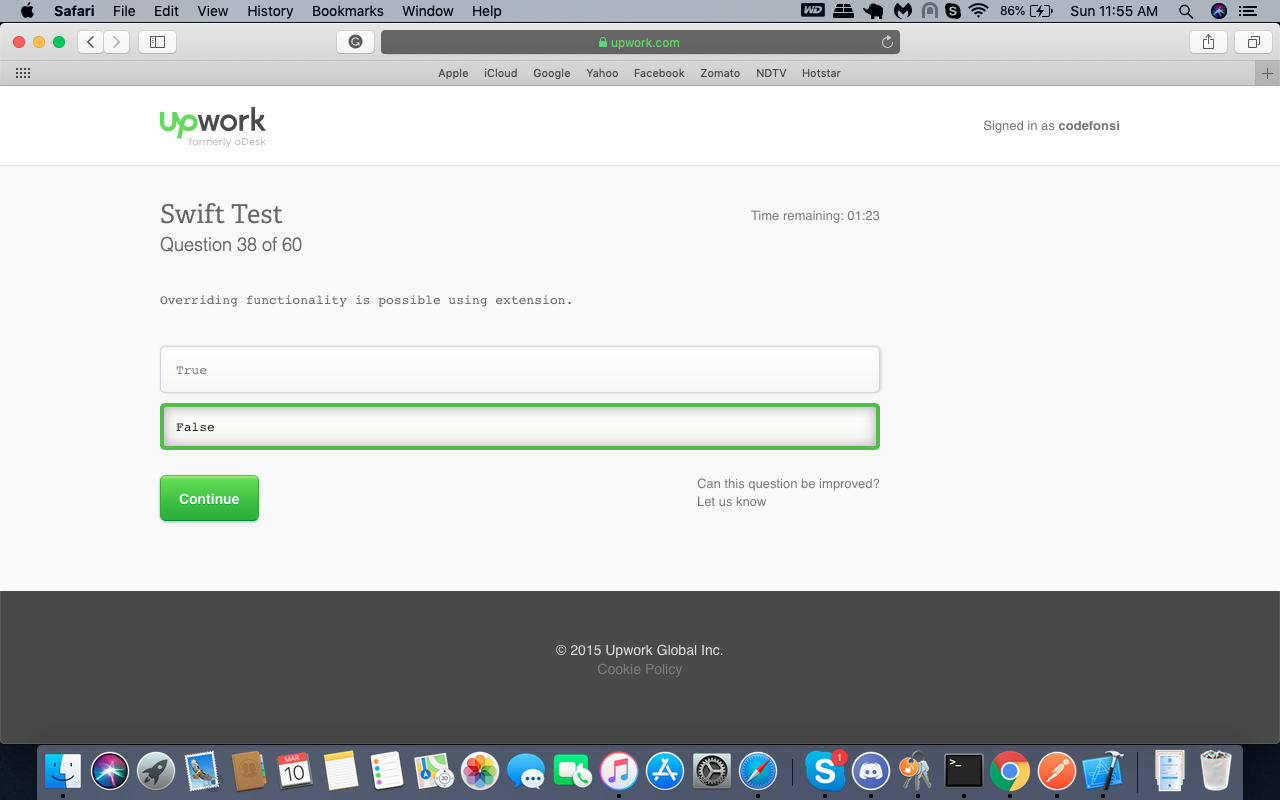 Safari File Edit View History Bookmarks Window Help WD S 86% Sun 11:55 AM
upwork.com
Apple iCloud Google Yahoo Facebook Zomato NDTV Hotstar
upwork
formerly oDesk
Signed in as codefonsi
Swift Test
Time remaining: 01:23
Question 38 of 60
Overriding functionality is possible using extension.
True
False
Continue
Can this question be improved?
Let us know
© 2015 Upwork Global Inc.
Cookie Policy
MAR
10
1